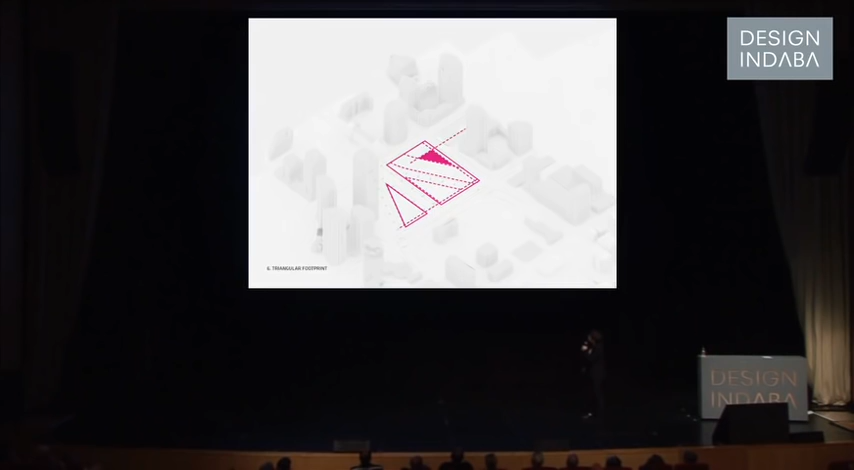 DESIGN
INDABA
6. TRIANGULAR FOOTPRINT
DESIGN
INDABA